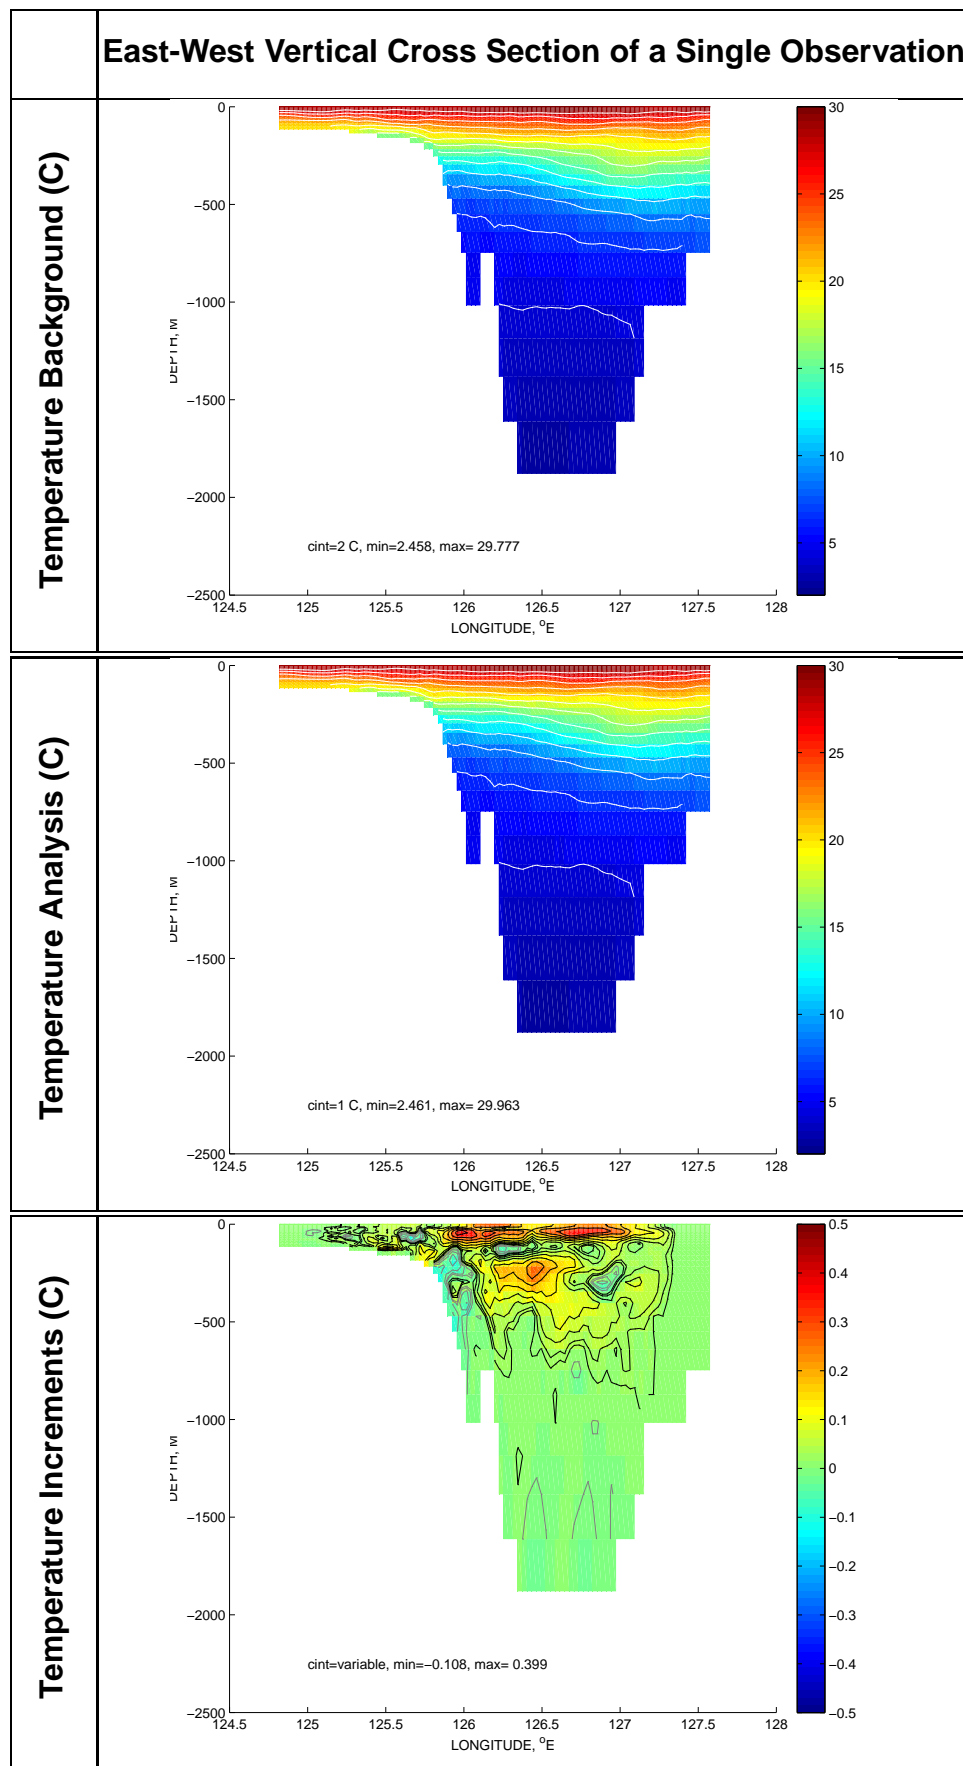 East-West Vertical Cross Section of a Single Observation
Temperature Background (C)
0
−500
−1000
−1500
−2000
−2500
DEPTH, M
124.5 125 125.5 126 126.5 127 127.5 128
LONGITUDE, °E
cint=2 C, min=2.458, max= 29.777
30
25
20
15
10
5
Temperature Analysis (C)
0
−500
−1000
−1500
−2000
−2500
DEPTH, M
124.5 125 125.5 126 126.5 127 127.5 128
LONGITUDE, °E
cint=1 C, min=2.461, max= 29.963
30
25
20
15
10
5
Temperature Increments (C)
0
−500
−1000
−1500
−2000
−2500
DEPTH, M
124.5 125 125.5 126 126.5 127 127.5 128
LONGITUDE, °E
cint=variable, min=−0.108, max= 0.399
0.5
0.4
0.3
0.2
0.1
0
−0.1
−0.2
−0.3
−0.4
−0.5